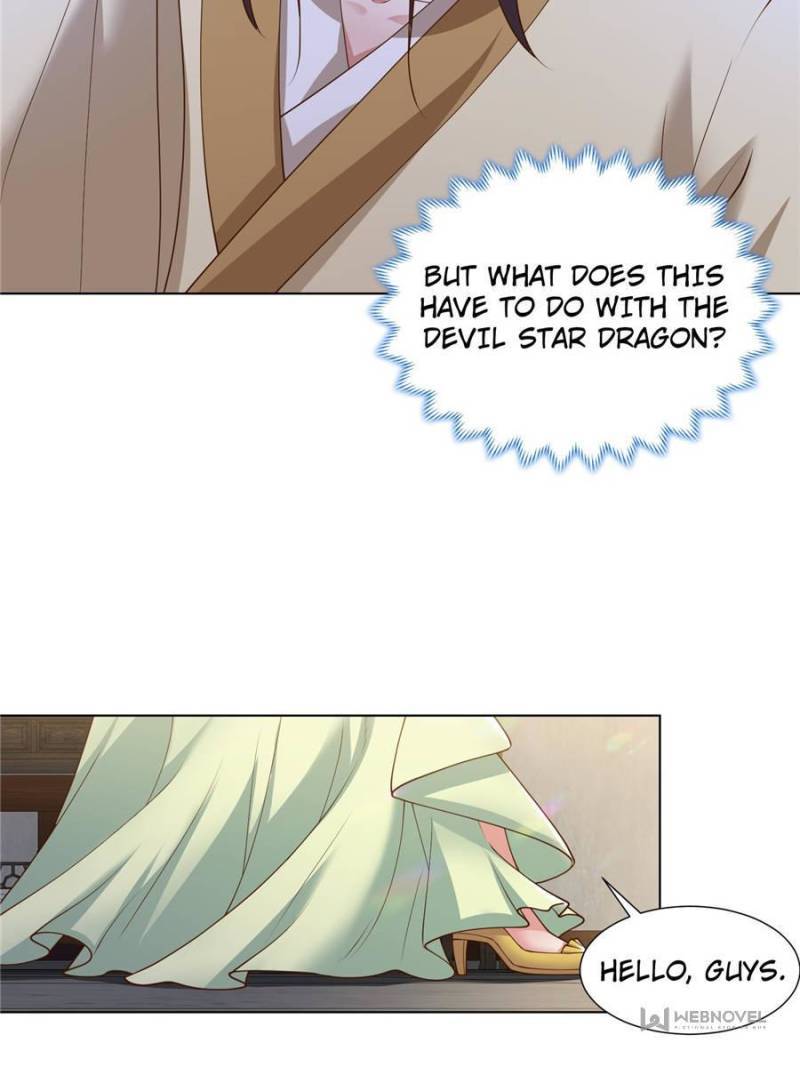 BUT WHAT DOES THIS
HAVE TO DO WITH THE
DEVIL STAR DRAGON?
HELLO, GUYS.
WEBNOVEL